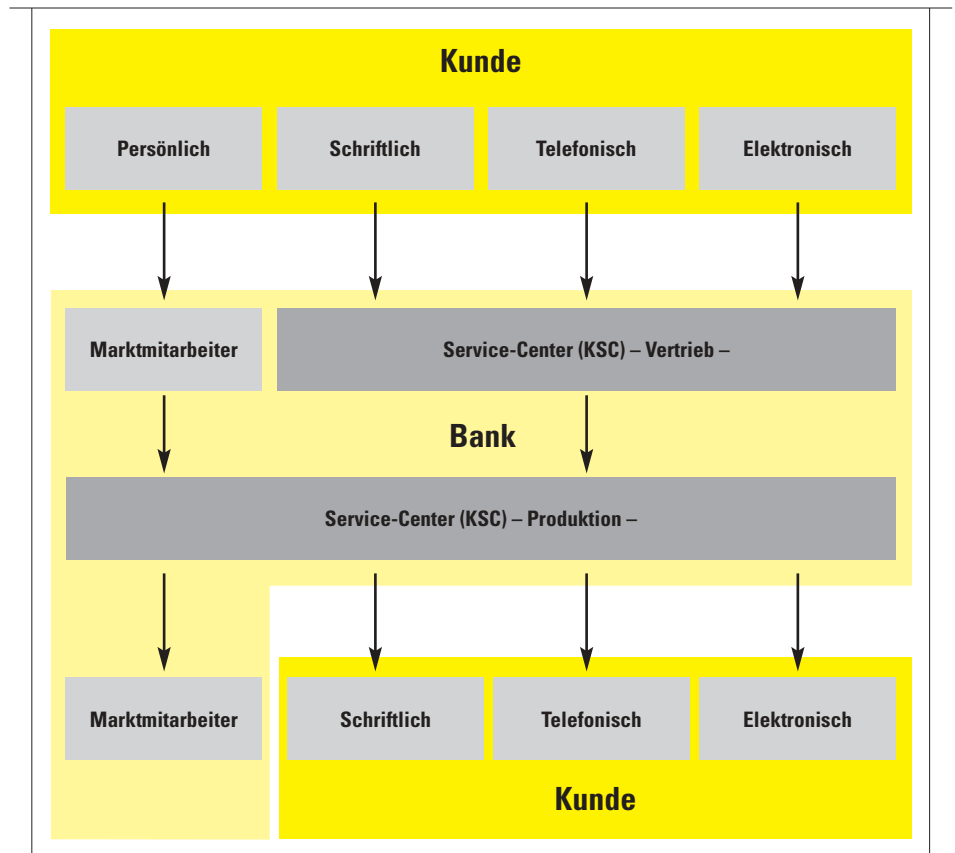 Kunde
Persönlich
Schriftlich
Telefonisch
Elektronisch
Marktmitarbeiter
Service-Center (KSC) – Vertrieb –
Bank
Service-Center (KSC) – Produktion –
Marktmitarbeiter
Schriftlich
Telefonisch
Elektronisch
Kunde